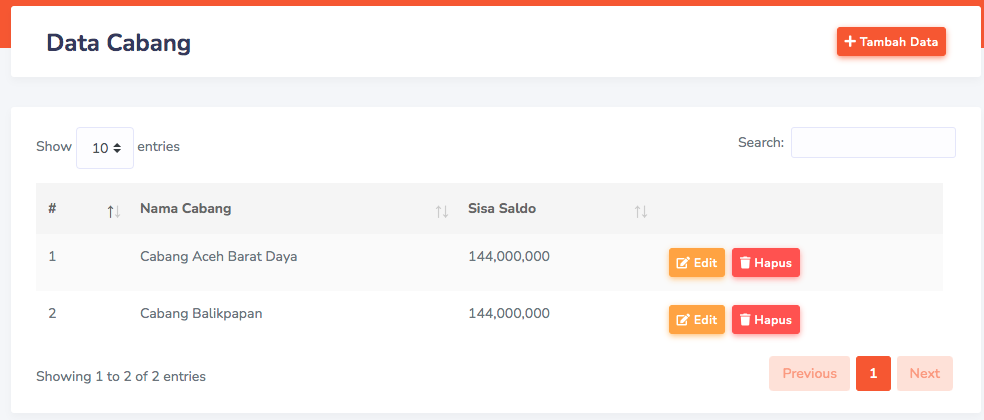 Data Cabang
Tambah Data
Show 10 entries
Search:
# Nama Cabang Sisa Saldo
1 Cabang Aceh Barat Daya 144,000,000 Edit Hapus
2 Cabang Balikpapan 144,000,000 Edit Hapus
Showing 1 to 2 of 2 entries
Previous 1 Next